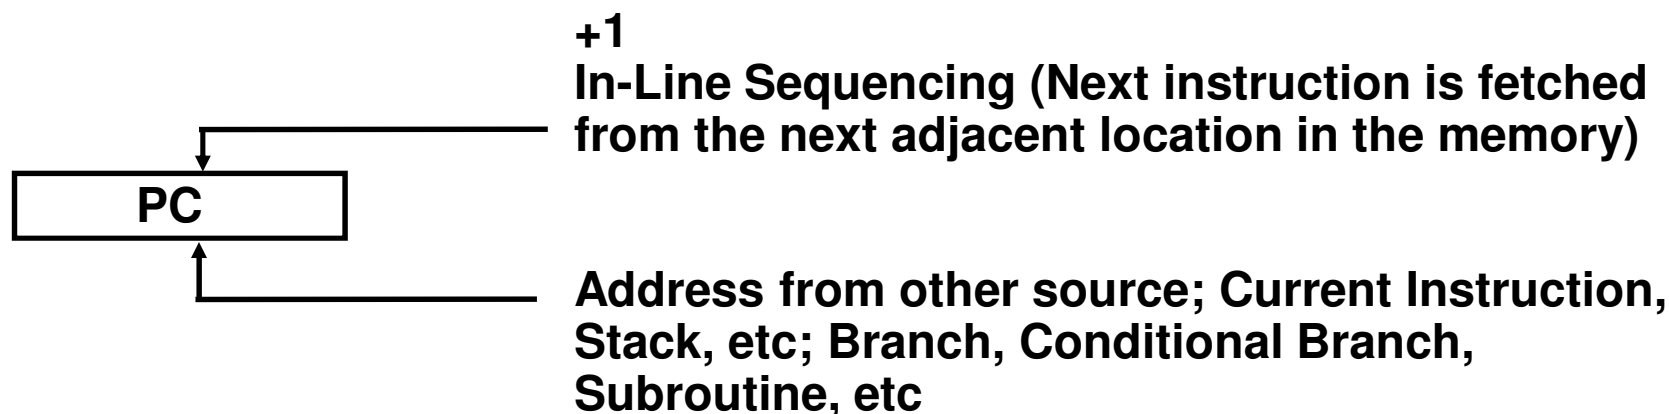 +1
In-Line Sequencing (Next instruction is fetched
from the next adjacent location in the memory)
PC
Address from other source; Current Instruction,
Stack, etc; Branch, Conditional Branch,
Subroutine, etc